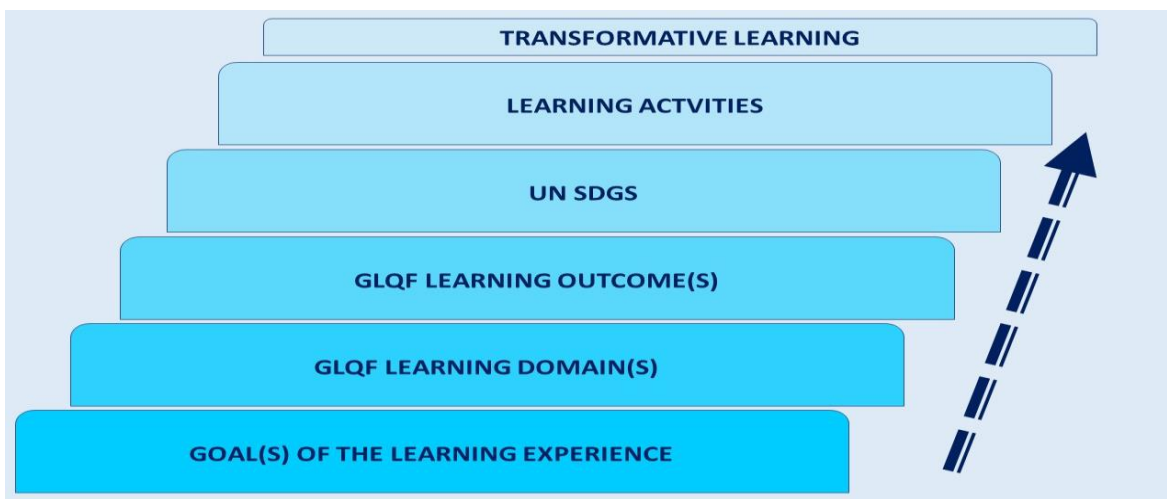 TRANSFORMATIVE LEARNING
LEARNING ACTVITIES
UN SDGS
GLQF LEARNING OUTCOME(S)
GLQF LEARNING DOMAIN(S)
GOAL(S) OF THE LEARNING EXPERIENCE